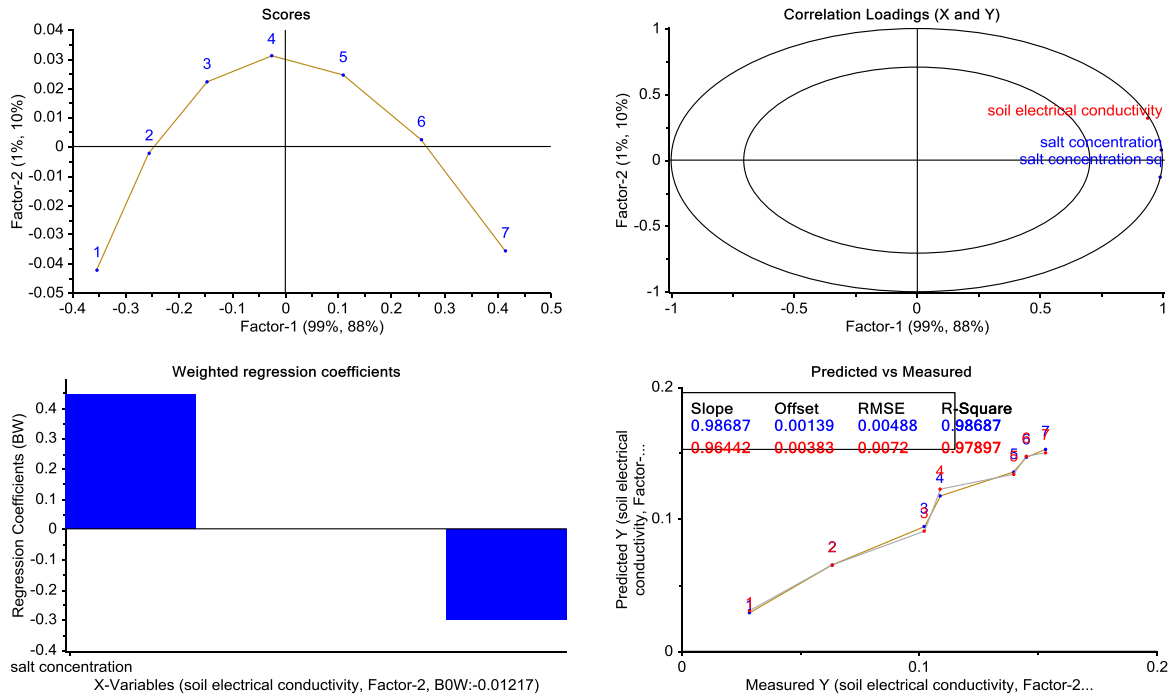 Scores
Factor-2 (1%, 10%)
0.04
0.03
0.02
0.01
0
-0.01
-0.02
-0.03
-0.04
-0.05
1
2
3
4
5
6
7
-0.4 -0.3 -0.2 -0.1 0 0.1 0.2 0.3 0.4 0.5
Factor-1 (99%, 88%)
Correlation Loadings (X and Y)
Factor-2 (1%, 10%)
1
0.5
0
-0.5
-1
soil electrical conductivity
salt concentration
salt concentration sq
-1 -0.5 0 0.5 1
Factor-1 (99%, 88%)
Weighted regression coefficients
Regression Coefficients (BW)
0.4
0.3
0.2
0.1
0
-0.1
-0.2
-0.3
-0.4
salt concentration
X-Variables (soil electrical conductivity, Factor-2, B0W:-0.01217)
Predicted vs Measured
Predicted Y (soil electrical
conductivity, Factor-...
0.2
0.1
0
Slope Offset RMSE R-Square
0.98687 0.00139 0.00488 0.98687
0.96442 0.00383 0.0072 0.97897
1
2
3
3
4
4
5
6
6
7
0 0.1 0.2
Measured Y (soil electrical conductivity, Factor-2...